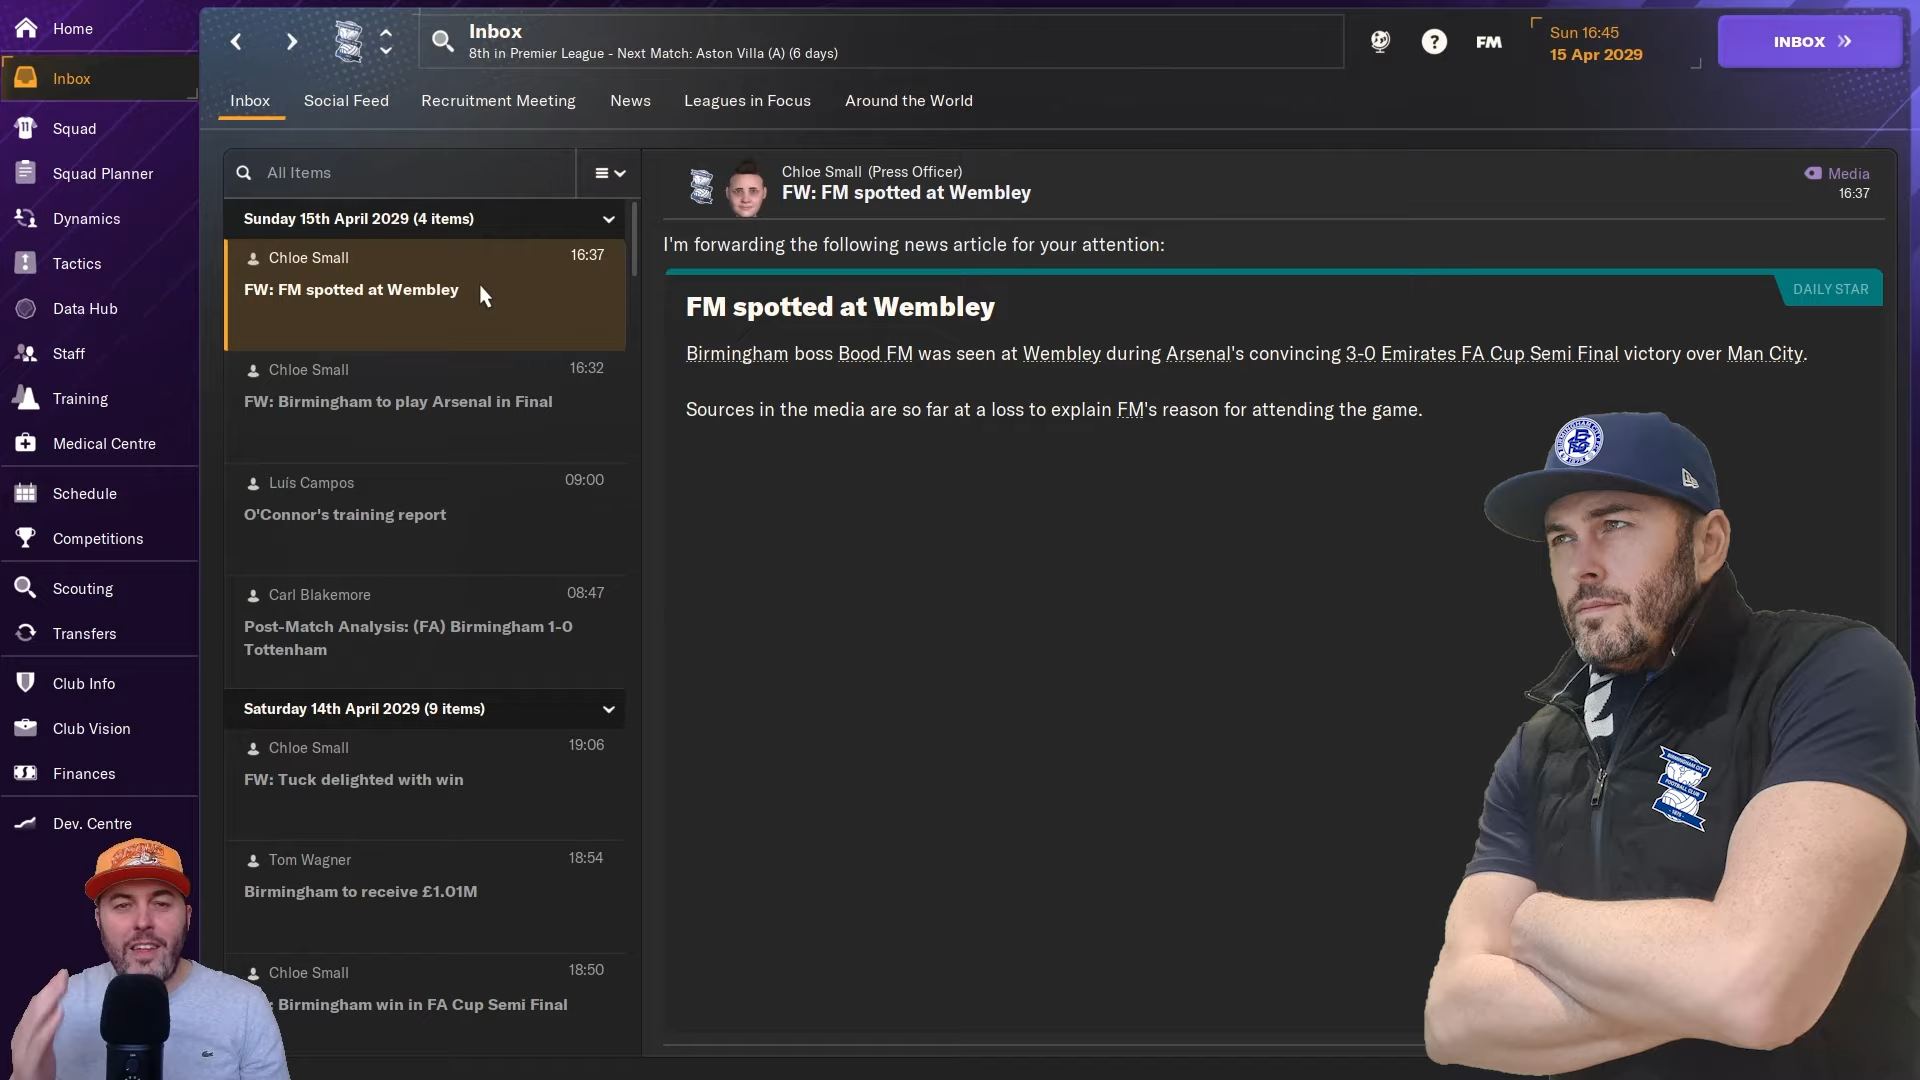 Home
Inbox
Squad
Squad Planner
Dynamics
Tactics
Data Hub
Staff
Training
Medical Centre
Schedule
Competitions
Scouting
Transfers
Club Info
Club Vision
Finances
Dev. Centre
Inbox
8th in Premier League - Next Match: Aston Villa (A) (6 days)
?
FM
Sun 16:45
15 Apr 2029
INBOX
Inbox
Social Feed
Recruitment Meeting
News
Leagues in Focus
Around the World
All Items
Sunday 15th April 2029 (4 items)
Chloe Small 16:37
FW: FM spotted at Wembley
Chloe Small 16:32
FW: Birmingham to play Arsenal in Final
Luís Campos 09:00
O'Connor's training report
Carl Blakemore 08:47
Post-Match Analysis: (FA) Birmingham 1-0
Tottenham
Saturday 14th April 2029 (9 items)
Chloe Small 19:06
FW: Tuck delighted with win
Tom Wagner 18:54
Birmingham to receive £1.01M
Chloe Small 18:50
: Birmingham win in FA Cup Semi Final
Chloe Small (Press Officer)
FW: FM spotted at Wembley
Media
16:37
I'm forwarding the following news article for your attention:
DAILY STAR
FM spotted at Wembley
Birmingham boss Bood FM was seen at Wembley during Arsenal's convincing 3-0 Emirates FA Cup Semi Final victory over Man City.
Sources in the media are so far at a loss to explain FM's reason for attending the game.
BIRMINGHAM CITY
FOOTBALL CLUB
1875